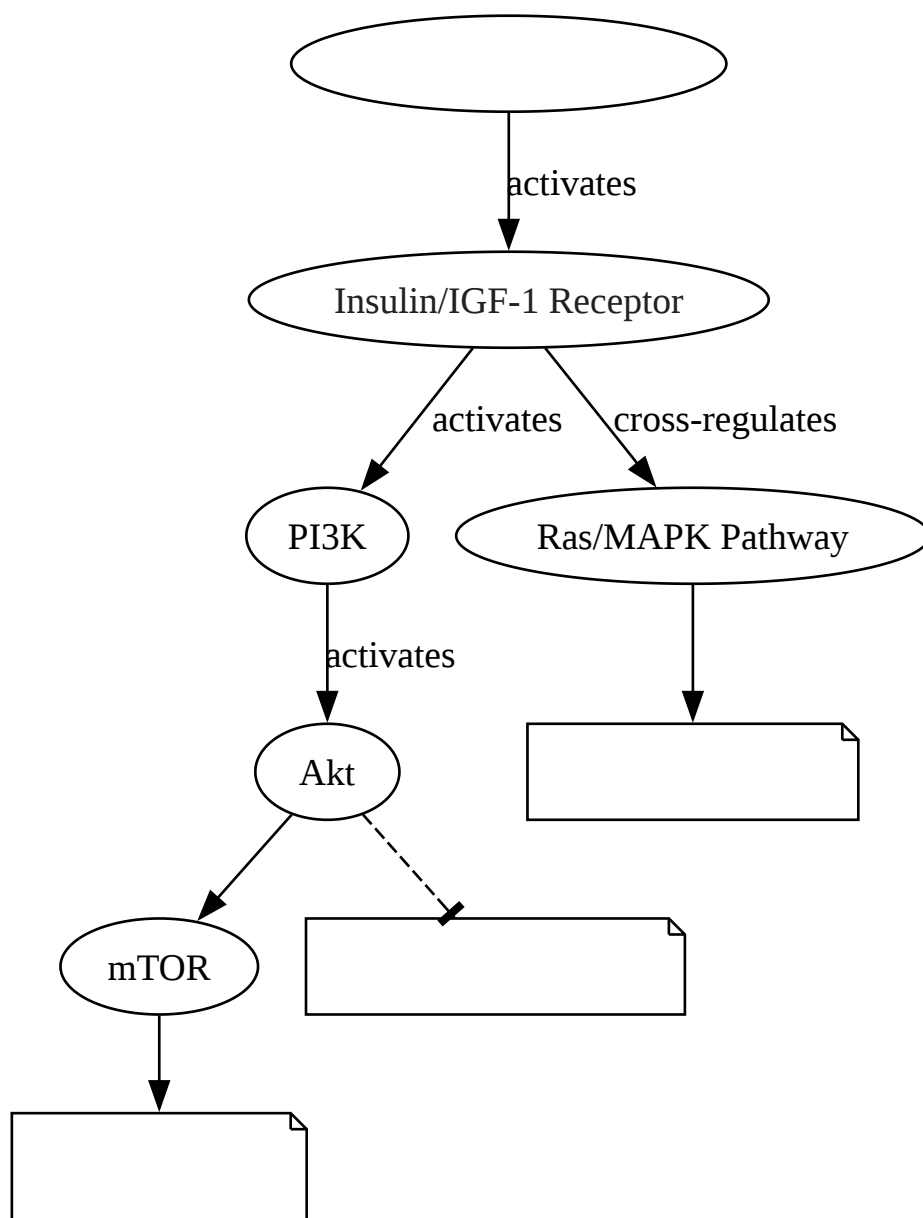 activates
Insulin/IGF-1 Receptor
activates
cross-regulates
PI3K
Ras/MAPK Pathway
activates
Akt
mTOR